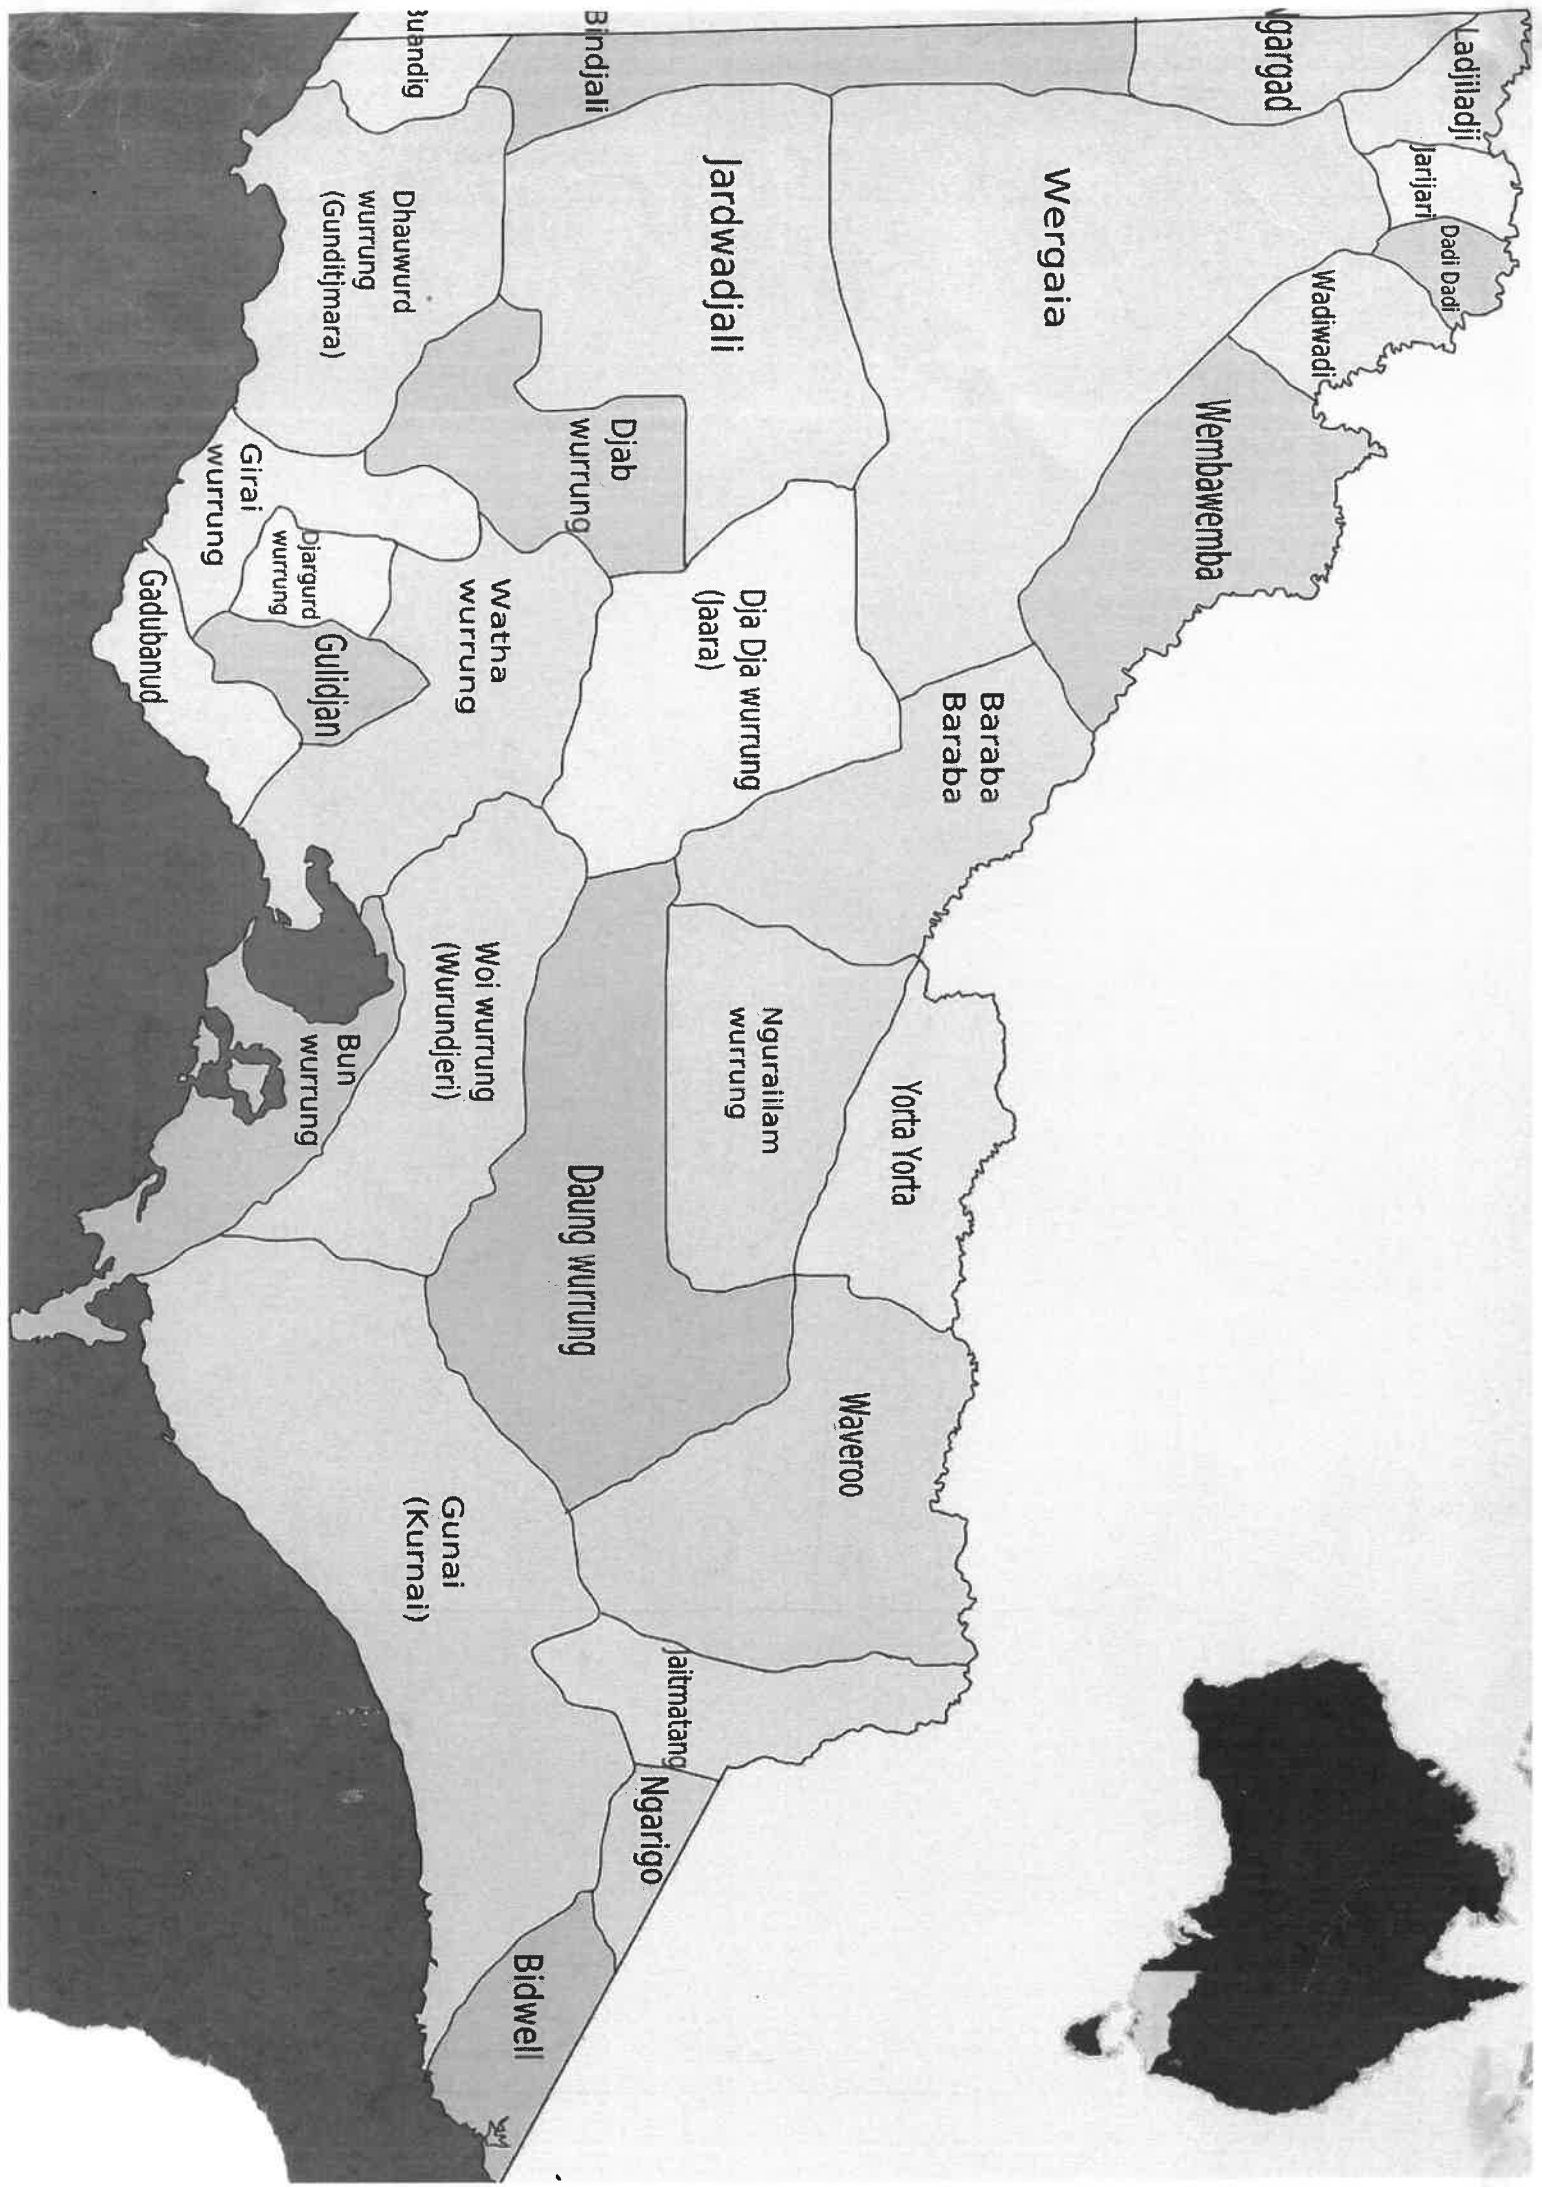 Ladjiladji
Jarijari
Dadi Dadi
gargad
Wadiwadi
Wembawemba
Wergaia
Baraba
Baraba
Bindjali
Jardwadjali
Yorta Yorta
Waveroo
Dja Dja wurrung
(Jaara)
Nguraiilam
wurrung
Djab
wurrung
Daung wurrung
Jaitmatang
Ngarigo
Buandig
Dhauwurd
wurrung
(Gunditjmara)
Watha
wurrung
Woi wurrung
(Wurundjeri)
Gunai
(Kurnai)
Bidwell
Girai
wurrung
Djargurd
wurrung
Gulidjan
Gadubanud
Bun
wurrung